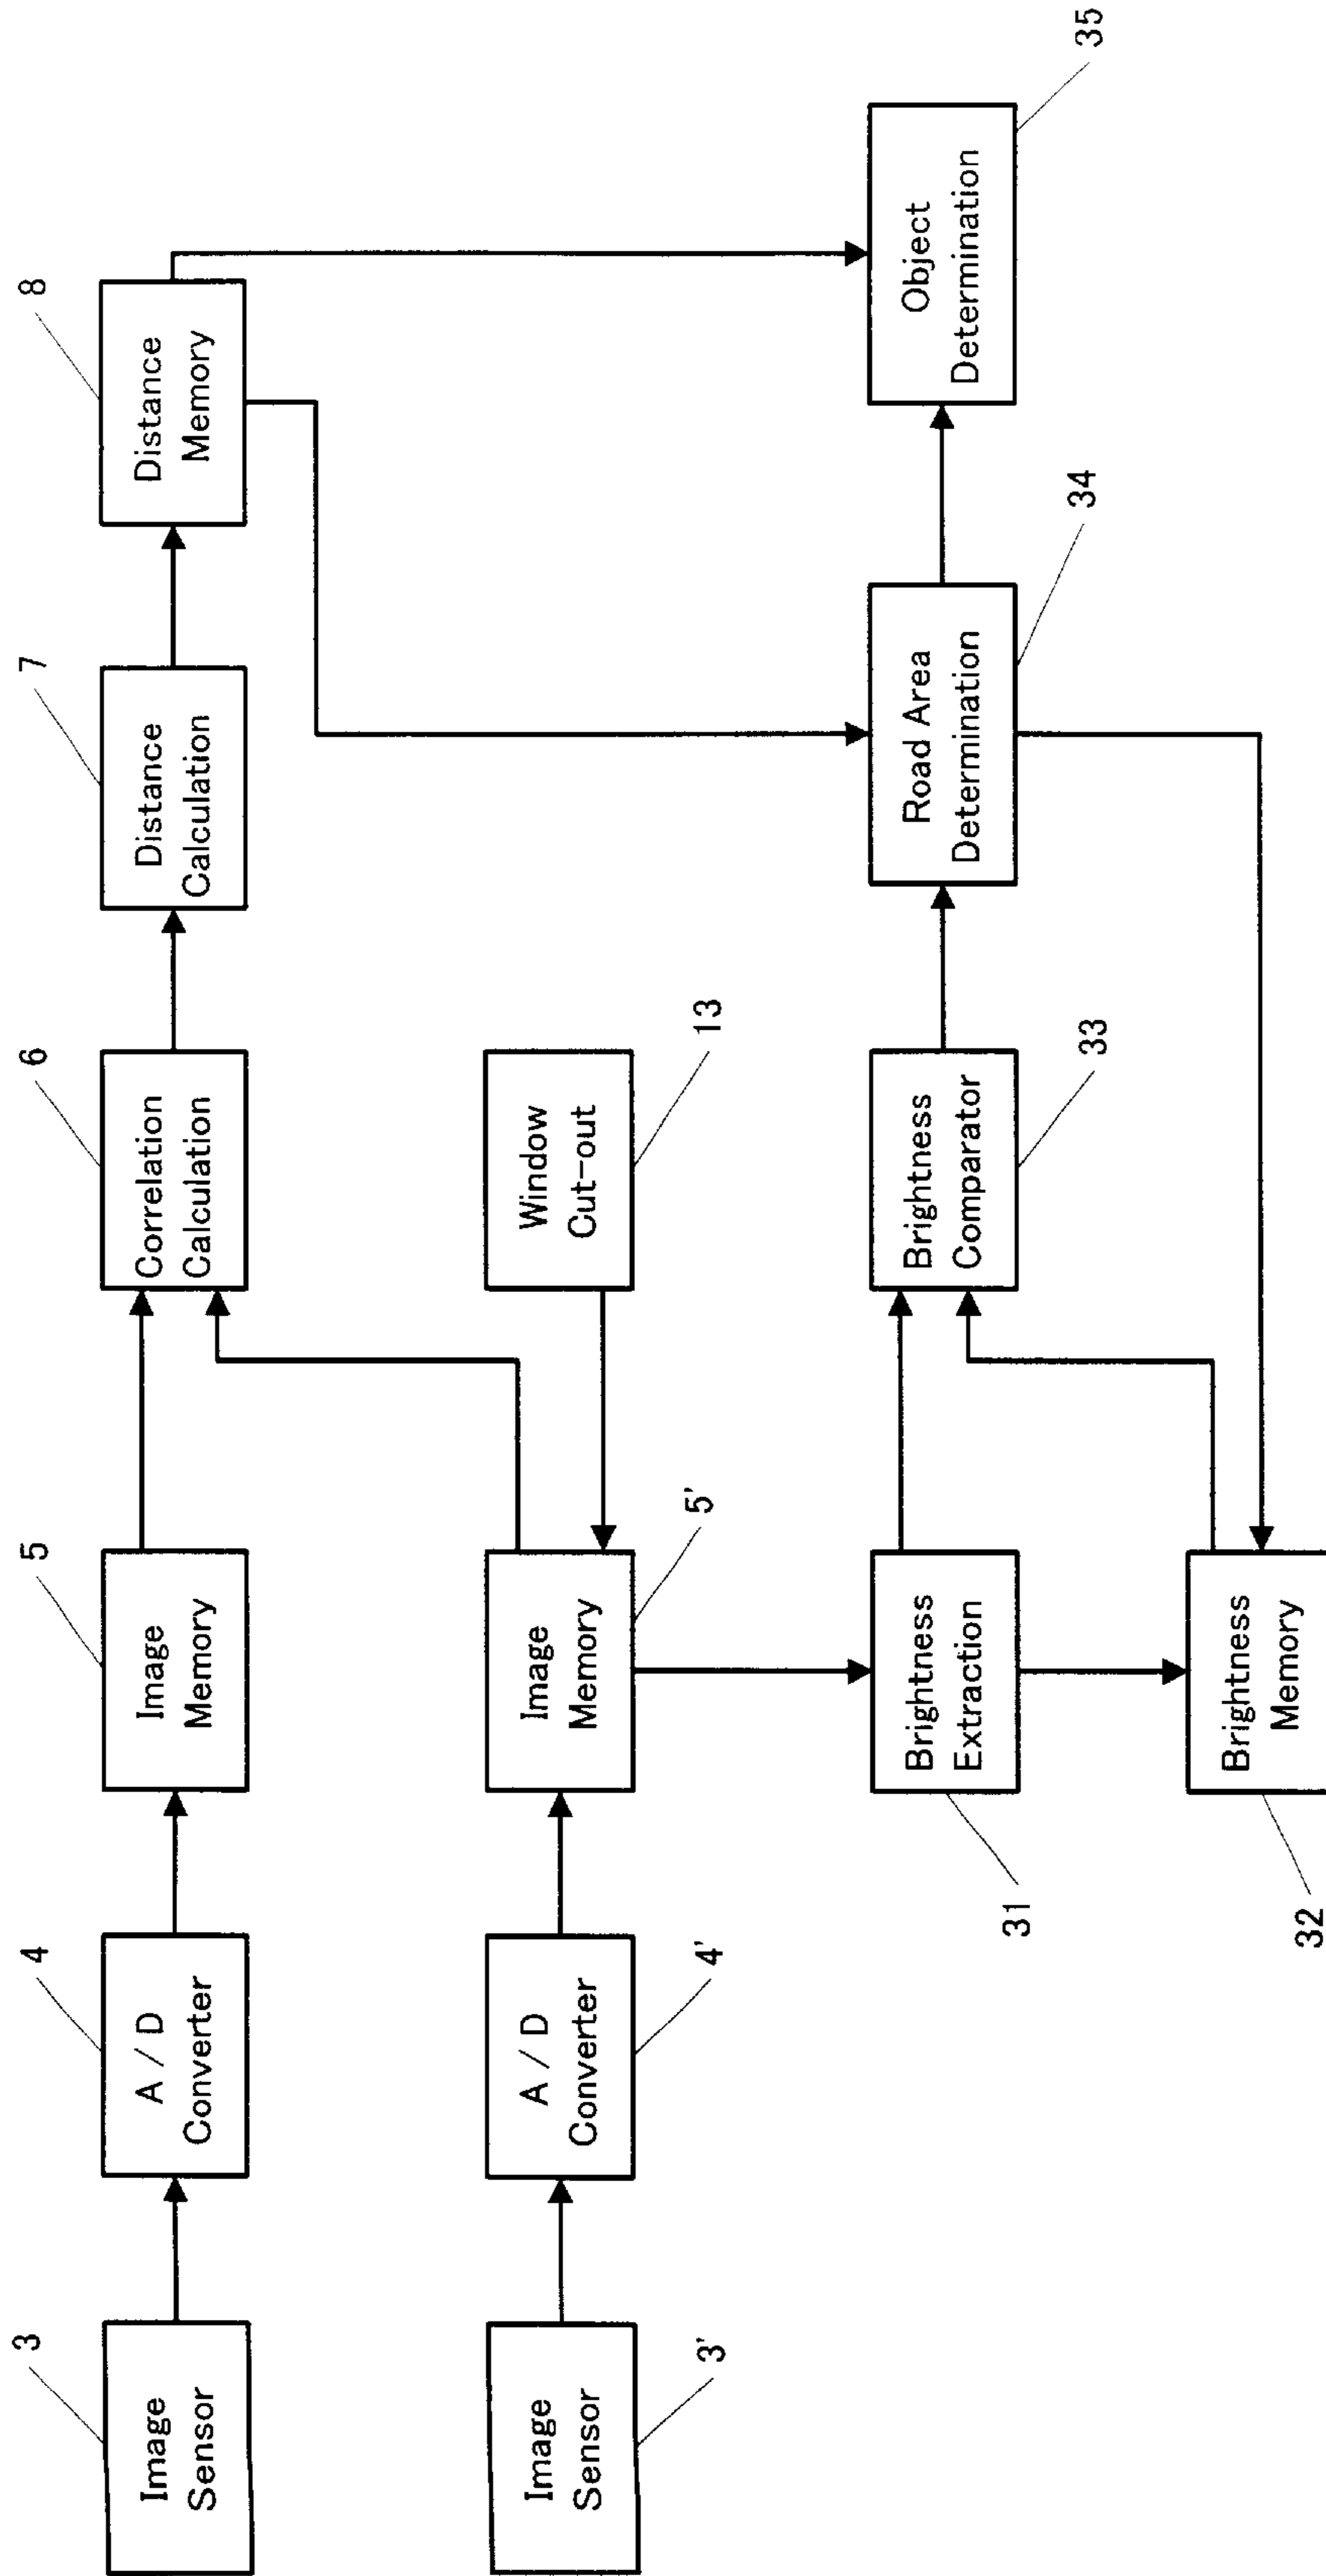 3
Image
Sensor
4
A / D
Converter
5
Image
Memory
6
Correlation
Calculation
7
Distance
Calculation
8
Distance
Memory
Image
Sensor
3'
A / D
Converter
4'
Image
Memory
5'
Window
Cut-out
13
Brightness
Extraction
31
Brightness
Comparator
33
Road Area
Determination
34
Object
Determination
35
Brightness
Memory
32